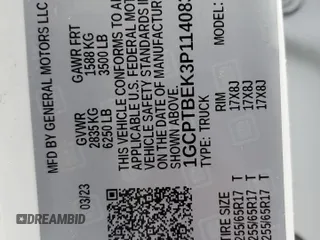 MFD BY GENERAL MOTORS LLC
03/23
GVWR
2835 KG
6250 LB
GAWR FRT
1588 KG
3500 LB
THIS VEHICLE CONFORMS TO A
APPLICABLE U.S. FEDERAL MOTOR
VEHICLE SAFETY STANDARDS IN
ON THE DATE OF MANUFACTUR
ABOVE.
1GCPTBEK3P11408
TYPE: TRUCK
MODEL:
TIRE SIZE
255/65R17 T
255/65R17 T
255/65R17 T
RIM
17X8J
17X8J
17X8J
DREAMBID